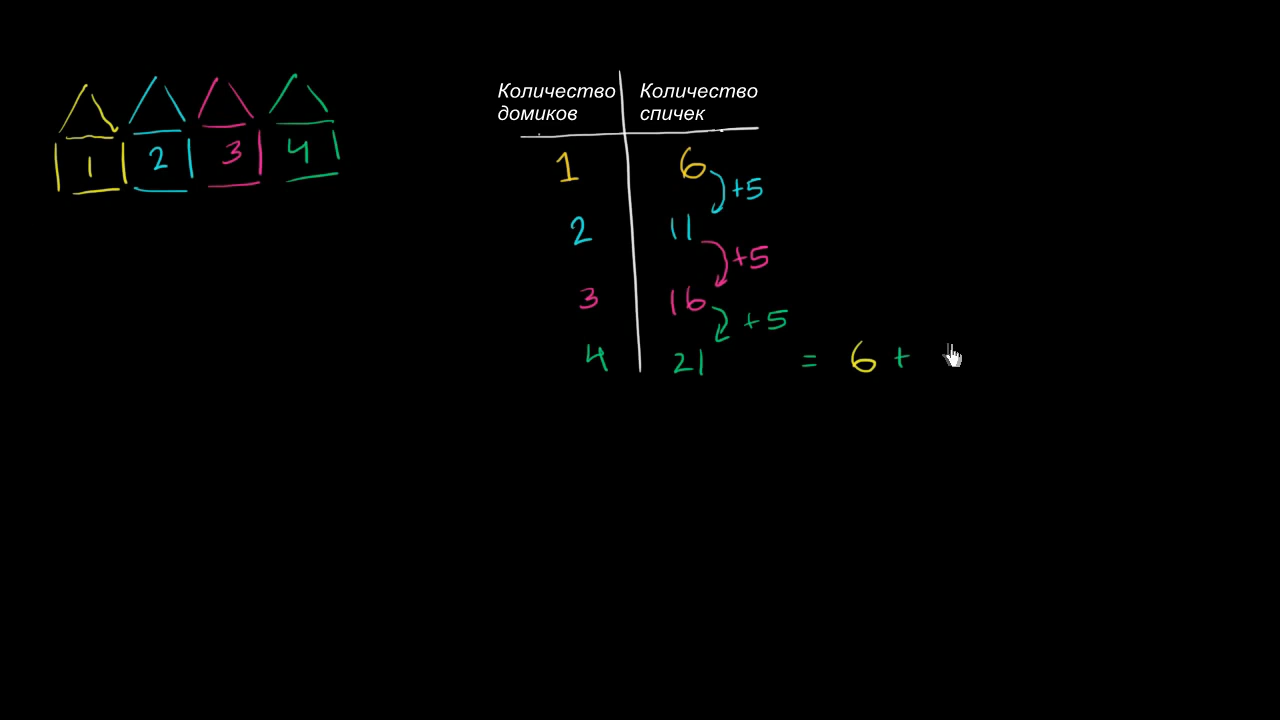 1 2 3 4
Количество домиков
Количество спичек
1 6
+5
2 11
+5
3 16
+5
4 21 = 6 +